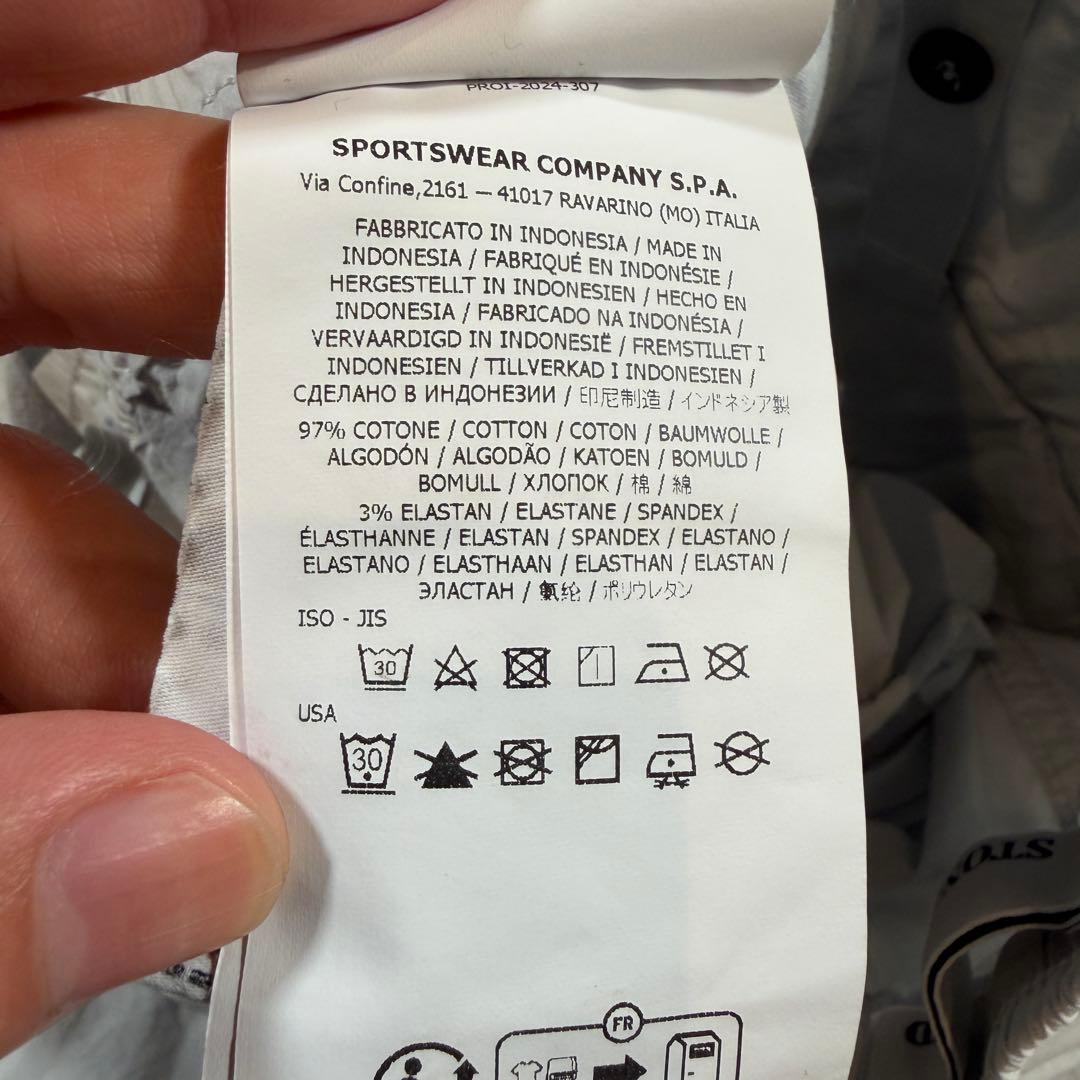 PROI-2024-307
SPORTSWEAR COMPANY S.P.A.
Via Confine,2161 — 41017 RAVARINO (MO) ITALIA
FABBRICATO IN INDONESIA / MADE IN
INDONESIA / FABRIQUÉ EN INDONÉSIE /
HERGESTELLT IN INDONESIEN / HECHO EN
INDONESIA / FABRICADO NA INDONÉSIA /
VERVAARDIGD IN INDONESIË / FREMSTILLET I
INDONESIEN / TILLVERKAD I INDONESIEN /
СДЕЛАНО В ИНДОНЕЗИИ / 印尼制造 / インドネシア製
97% COTONE / COTTON / COTON / BAUMWOLLE /
ALGODÓN / ALGODÃO / KATOEN / BOMULD /
BOMULL / ХЛОПОК / 棉 / 綿
3% ELASTAN / ELASTANE / SPANDEX /
ÉLASTHANNE / ELASTAN / SPANDEX / ELASTANO /
ELASTANO / ELASTHAAN / ELASTHAN / ELASTAN /
ЭЛАСТАН / 氨纶 / ポリウレタン
ISO - JIS
30
USA
30
FR
STO